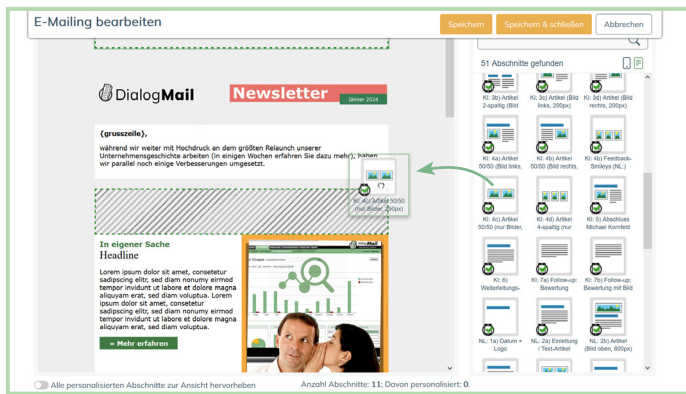 E-Mailing bearbeiten
Speichern
Speichern & schließen
Abbrechen
51 Abschnitte gefunden
DialogMail
Newsletter
Jänner 2024
{grusszeile},
während wir weiter mit Hochdruck an dem größten Relaunch unserer
Unternehmensgeschichte arbeiten (in einigen Wochen erfahren Sie dazu mehr), haben
wir parallel noch einige Verbesserungen umgesetzt.
KI: 4c) Artikel 50/50
(nur Bilder, 290px)
In eigener Sache
Headline
Lorem ipsum dolor sit amet, consetetur
sadipscing elitr, sed diam nonumy eirmod
tempor invidunt ut labore et dolore magna
aliquyam erat, sed diam voluptua. Lorem
ipsum dolor sit amet, consetetur
sadipscing elitr, sed diam nonumy eirmod
tempor invidunt ut labore et dolore magna
aliquyam erat, sed diam voluptua.
» Mehr erfahren
KI: 3b) Artikel
2-spaltig (Bild
KI: 3c) Artikel (Bild
links, 200px)
KI: 3d) Artikel (Bild
rechts, 200px)
KI: 4a) Artikel
50/50 (Bild links,
KI: 4b) Artikel
50/50 (Bild rechts,
KI: 4b) Feedback-
Smileys (NL:)
KI: 4c) Artikel
50/50 (nur Bilder,
KI: 4d) Artikel
4-spaltig (nur
KI: 5) Abschluss
Michael Kornfeld
KI: 6)
Weiterleitungs-
KI: 7a) Follow-up:
Bewertung
KI: 7b) Follow-up:
Bewertung mit Bild
NL: 1a) Datum +
Logo
NL: 2a) Einleitung
/ Text-Artikel
NL: 2b) Artikel
(Bild oben, 600px)
Alle personalisierten Abschnitte zur Ansicht hervorheben
Anzahl Abschnitte: 11: Davon personalisiert: 0.